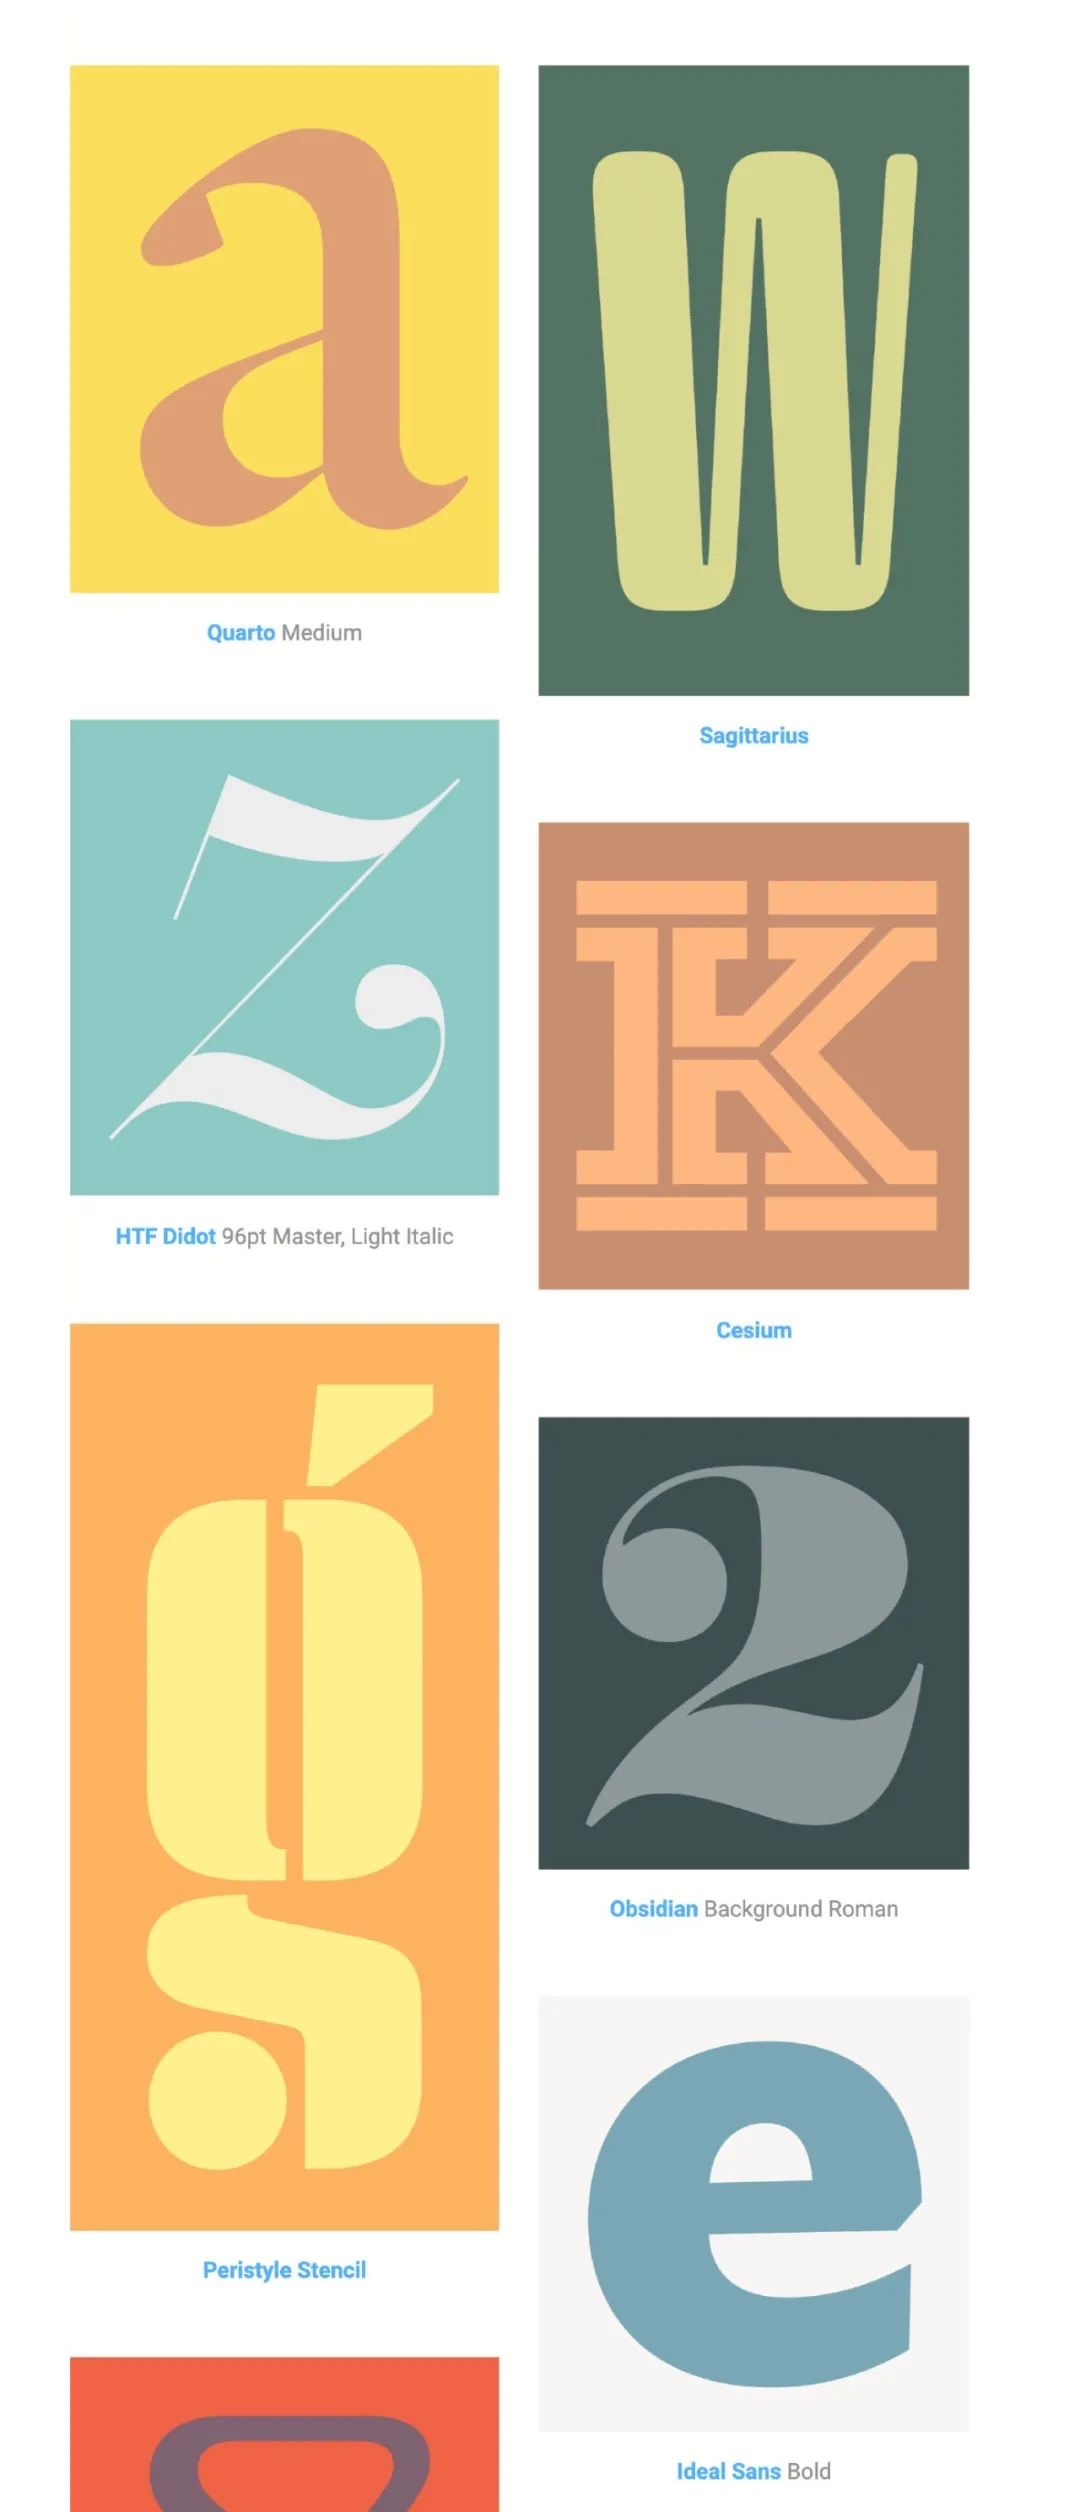 a
Quarto Medium
w
Sagittarius
z
HTF Didot 96pt Master, Light Italic
K
Cesium
ǵ
Peristyle Stencil
2
Obsidian Background Roman
e
Ideal Sans Bold